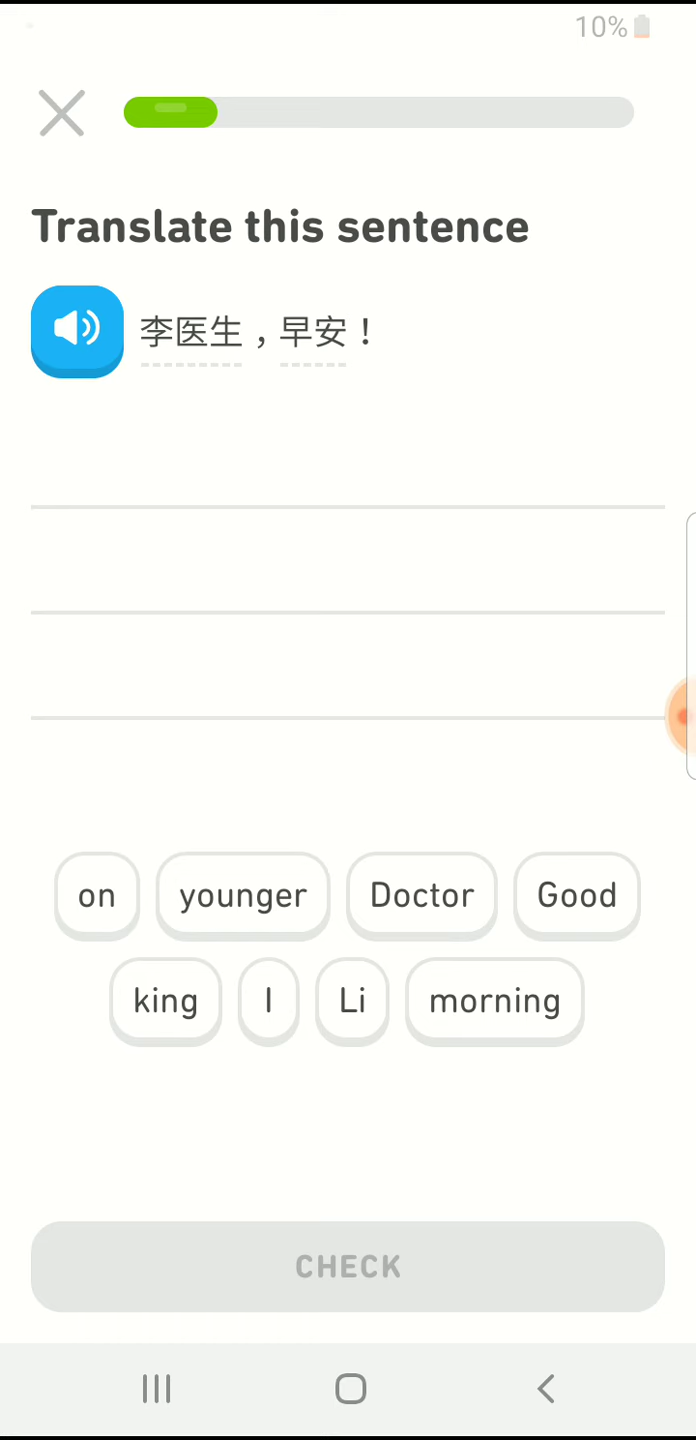 10%
Translate this sentence
李医生，早安！
on younger Doctor Good
king I Li morning
CHECK